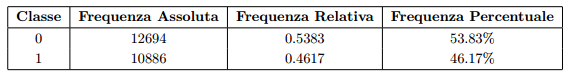 Classe Frequenza Assoluta Frequenza Relativa Frequenza Percentuale
0 12694 0.5383 53.83%
1 10886 0.4617 46.17%